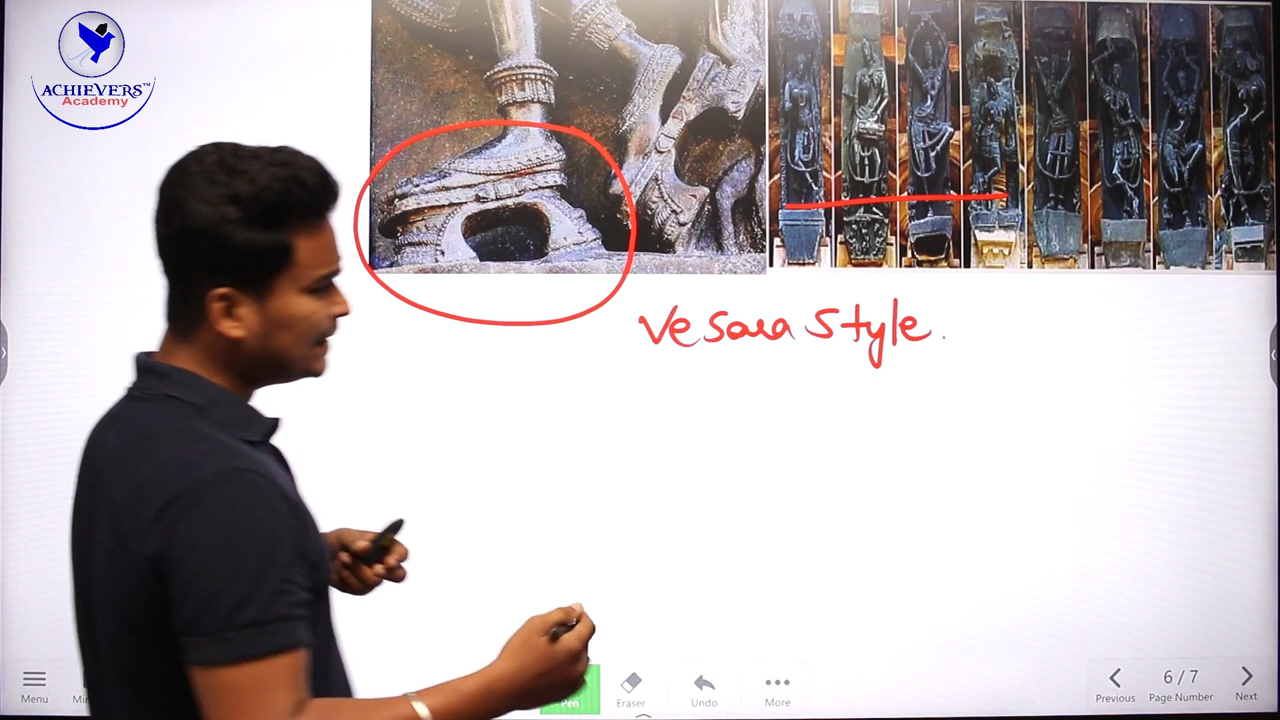 ACHIEVERS™
Academy
Vesara Style.
Menu
Pen
Eraser
Undo
More
Previous
6 / 7
Page Number
Next